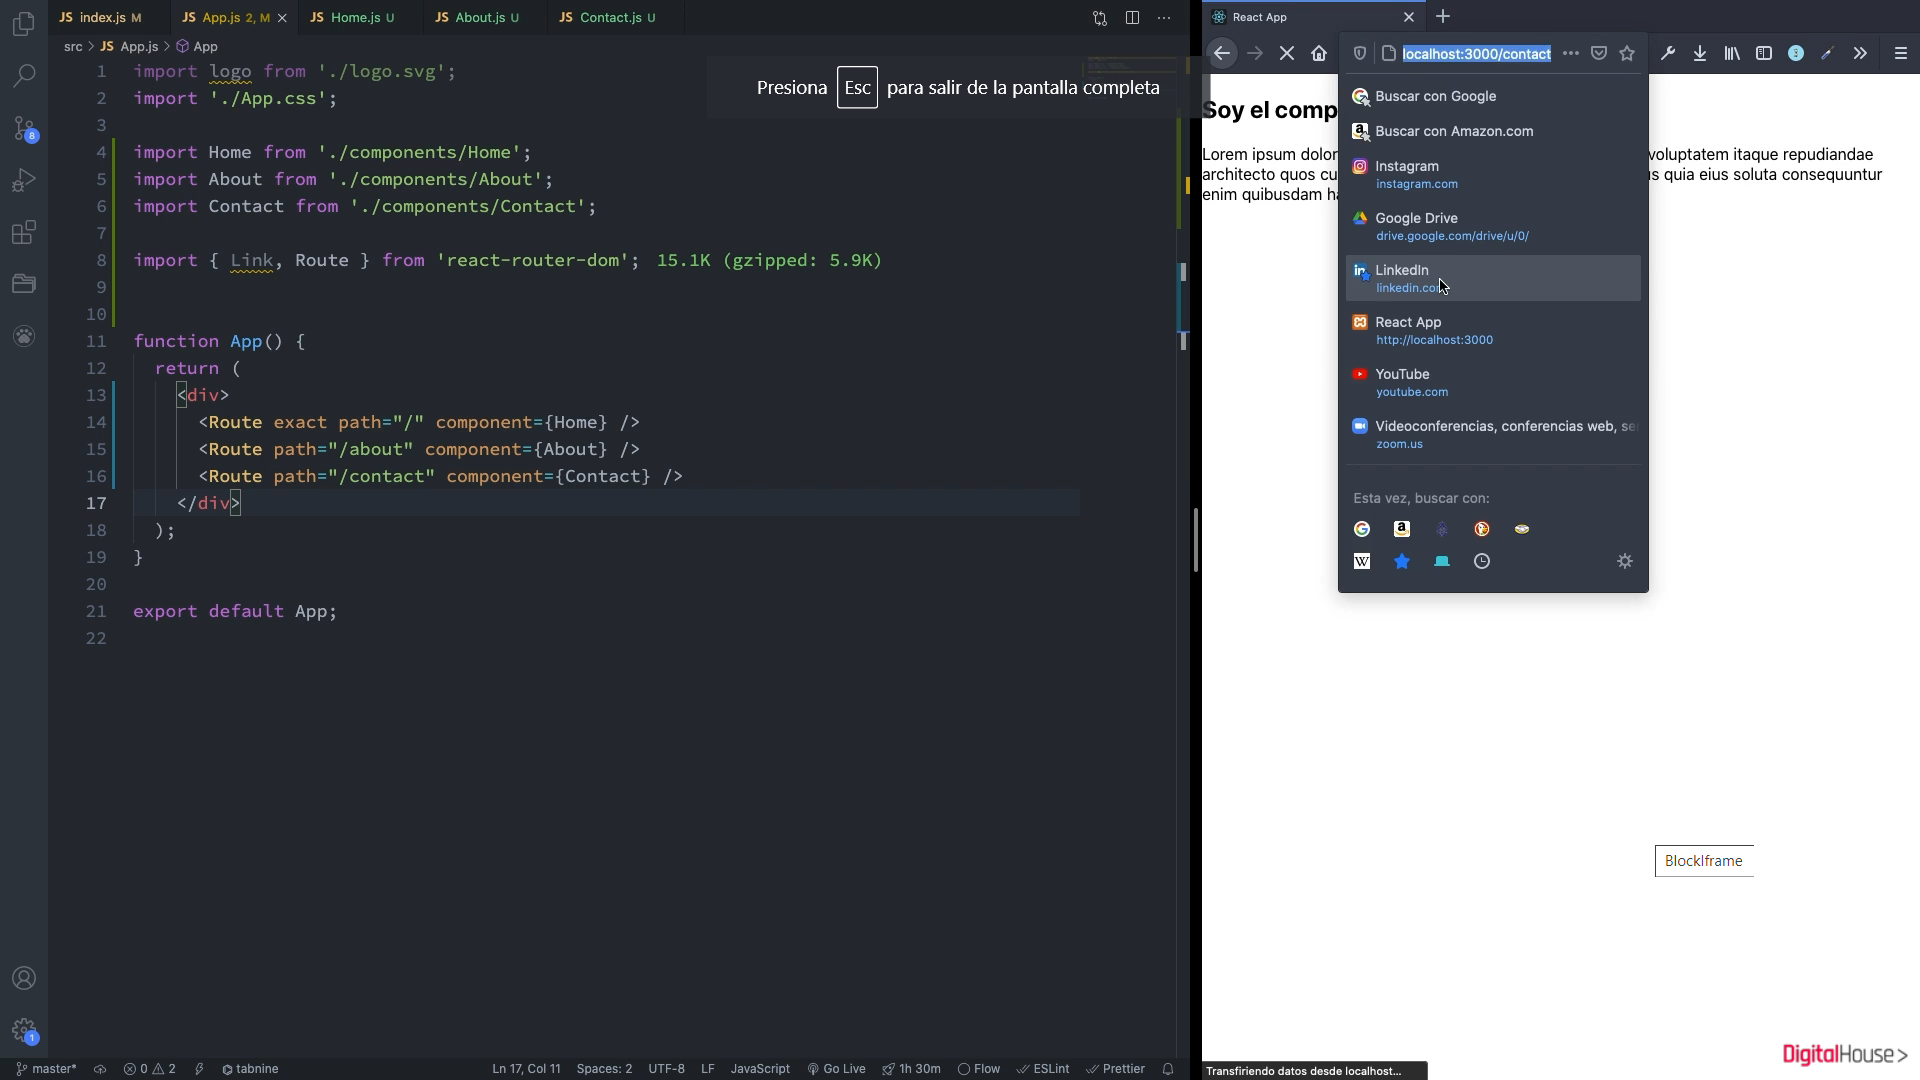 JS index.js M
JS App.js 2, M
JS Home.js U
JS About.js U
JS Contact.js U
src > JS App.js > App
1 import logo from './logo.svg';
2 import './App.css';
3
4 import Home from './components/Home';
5 import About from './components/About';
6 import Contact from './components/Contact';
7
8 import { Link, Route } from 'react-router-dom'; 15.1K (gzipped: 5.9K)
9
10
11 function App() {
12 return (
13 <div>
14 <Route exact path="/" component={Home} />
15 <Route path="/about" component={About} />
16 <Route path="/contact" component={Contact} />
17 </div>
18 );
19 }
20
21 export default App;
22
8
1
Presiona Esc para salir de la pantalla completa
master* 0 2 tabnine Ln 17, Col 11 Spaces: 2 UTF-8 LF JavaScript Go Live 1h 30m Flow ESLint Prettier
React App
localhost:3000/contact
Soy el comp
Lorem ipsum dolor
voluptatem itaque repudiandae
architecto quos cu
s quia eius soluta consequuntur
enim quibusdam ha
Buscar con Google
Buscar con Amazon.com
Instagram
instagram.com
Google Drive
drive.google.com/drive/u/0/
LinkedIn
linkedin.co
React App
http://localhost:3000
YouTube
youtube.com
Videoconferencias, conferencias web, se
zoom.us
Esta vez, buscar con:
BlockIframe
DigitalHouse>
Transfiriendo datos desde localhost...